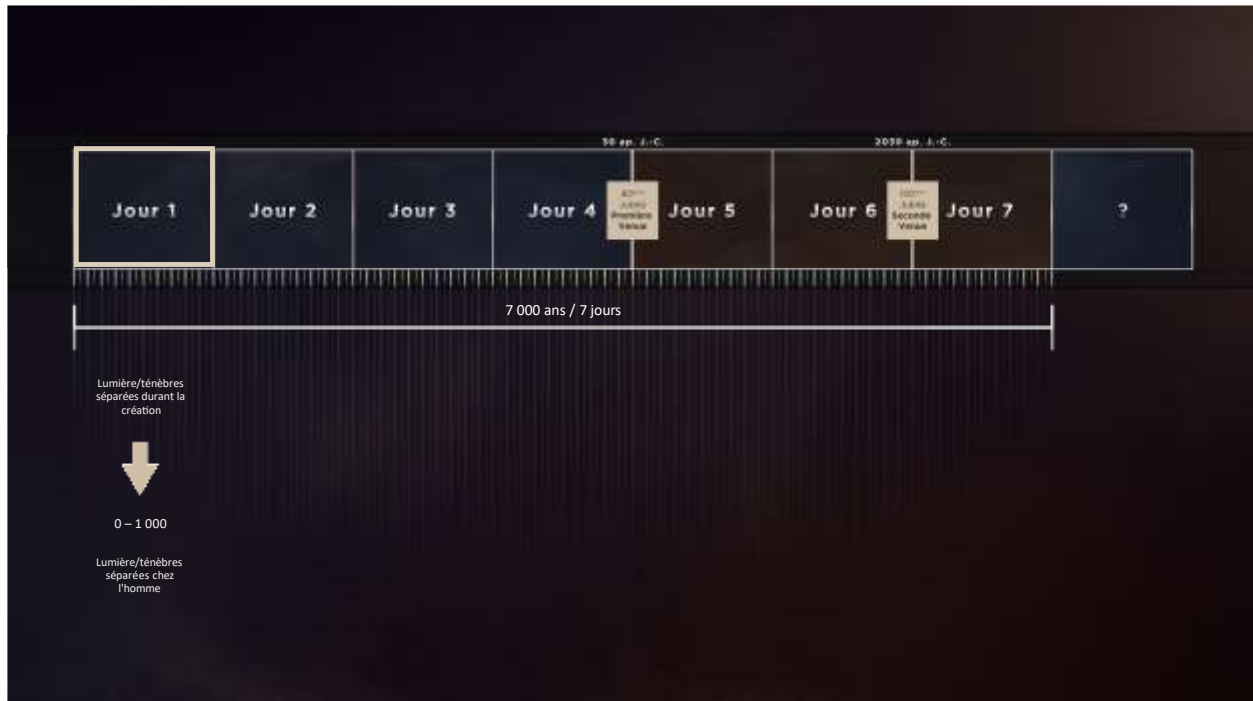 30 ap. J.-C.
2030 ap. J.-C.
Jour 1
Jour 2
Jour 3
Jour 4
Première
Venue
Jour 5
Jour 6
Seconde
Venue
Jour 7
?
7 000 ans / 7 jours
Lumière/ténèbres
séparées durant la
création
0 – 1 000
Lumière/ténèbres
séparées chez
l'homme